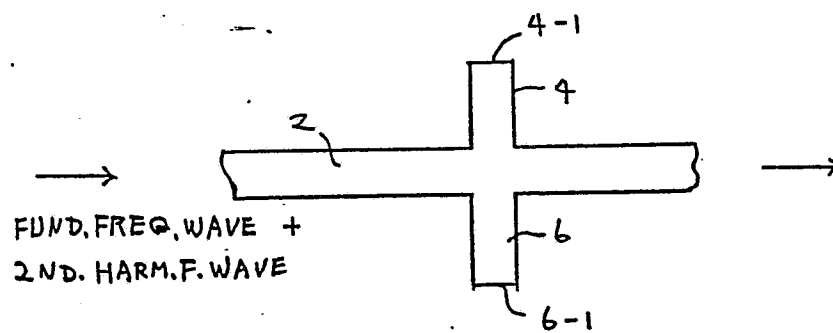 4-1
4
2
6
FUND. FREQ. WAVE +
2ND. HARM. F. WAVE
6-1